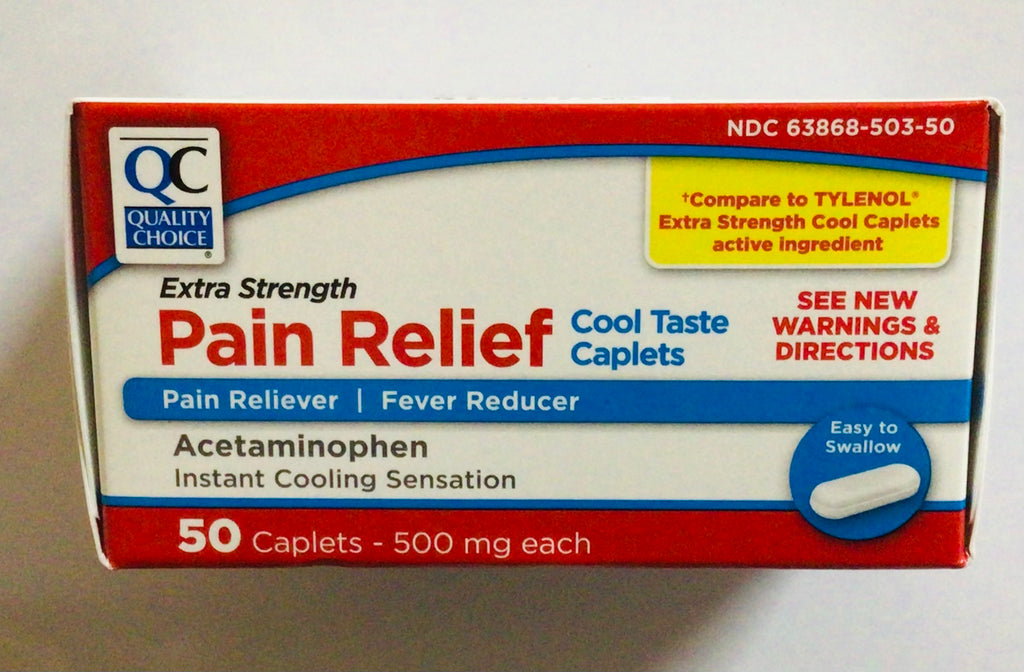 NDC 63868-503-50
QC
QUALITY
CHOICE®
†Compare to TYLENOL®
Extra Strength Cool Caplets
active ingredient
Extra Strength
Pain Relief
Cool Taste
Caplets
SEE NEW
WARNINGS &
DIRECTIONS
Pain Reliever | Fever Reducer
Acetaminophen
Instant Cooling Sensation
Easy to
Swallow
50 Caplets - 500 mg each